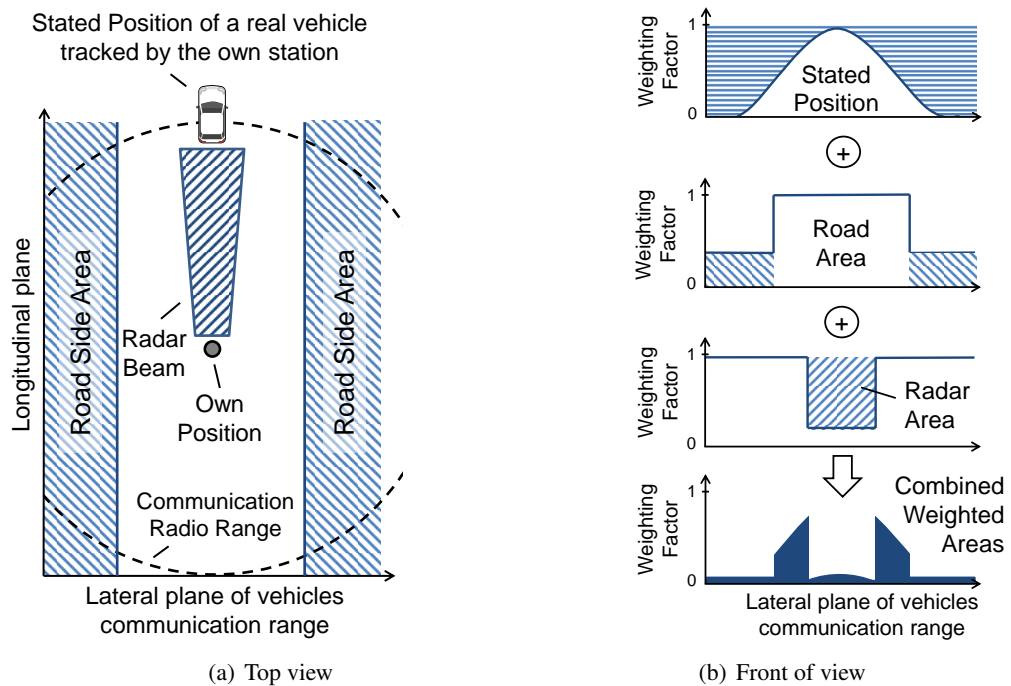 Stated Position of a real vehicle
tracked by the own station
Longitudinal plane
Road Side Area
Radar
Beam
Own
Position
Road Side Area
Communication
Radio Range
Lateral plane of vehicles
communication range
(a) Top view
Weighting
Factor
1
0
Stated
Position
+
Weighting
Factor
1
0
Road
Area
+
Weighting
Factor
1
0
Radar
Area
Weighting
Factor
1
0
Combined
Weighted
Areas
Lateral plane of vehicles
communication range
(b) Front of view